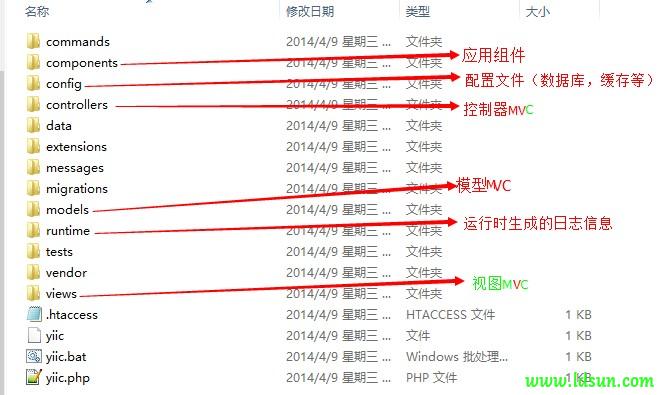 名称 修改日期 类型 大小
commands 2014/4/9 星期三 ... 文件夹
components 2014/4/9 星期三 ... 文件夹 应用组件
config 2014/4/9 星期三 ... 文件夹 配置文件（数据库，缓存等）
controllers 2014/4/9 星期三 ... 文件夹 控制器MVC
data 2014/4/9 星期三 ... 文件夹
extensions 2014/4/9 星期三 ... 文件夹
messages 2014/4/9 星期三 ... 文件夹
migrations 2014/4/9 星期三 ... 文件夹
models 2014/4/9 星期三 ... 文件夹 模型MVC
runtime 2014/4/9 星期三 ... 文件夹 运行时生成的日志信息
tests 2014/4/9 星期三 ... 文件夹
vendor 2014/4/9 星期三 ... 文件夹
views 2014/4/9 星期三 ... 文件夹 视图MVC
.htaccess 2014/4/9 星期三 ... HTACCESS 文件 1 KB
yiic 2014/4/9 星期三 ... 文件 1 KB
yiic.bat 2014/4/9 星期三 ... Windows 批处理... 1 KB
yiic.php 2014/4/9 星期三 ... PHP 文件 1 KB